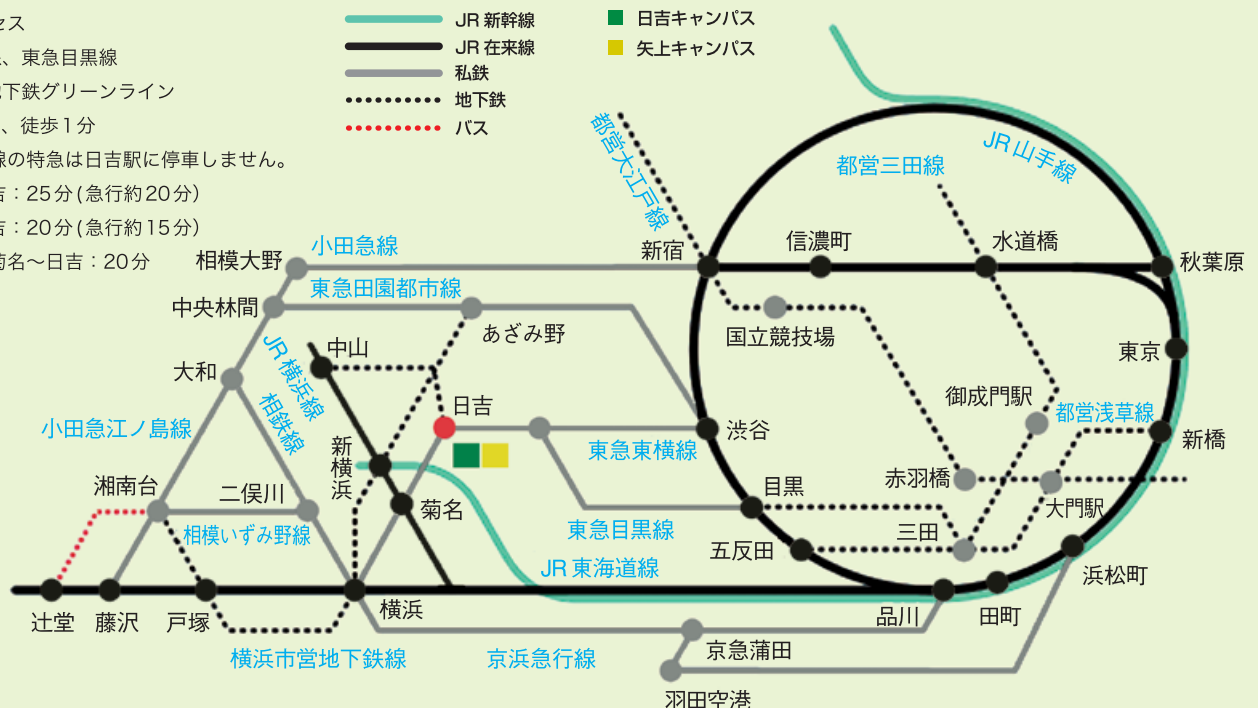 セス
、東急目黒線
下鉄グリーンライン
、徒歩1分
線の特急は日吉駅に停車しません。
吉：25分(急行約20分)
吉：20分(急行約15分)
菊名〜日吉：20分
JR 新幹線
JR 在来線
私鉄
地下鉄
バス
日吉キャンパス
矢上キャンパス
都営大江戸線
都営三田線
JR 山手線
小田急線
相模大野
新宿
信濃町
水道橋
秋葉原
東急田園都市線
中央林間
あざみ野
国立競技場
東京
中山
大和
JR 横浜線
相鉄線
日吉
御成門駅
都営浅草線
小田急江ノ島線
東急東横線
渋谷
新橋
新横浜
湘南台
二俣川
菊名
目黒
赤羽橋
大門駅
相模いずみ野線
東急目黒線
五反田
三田
JR 東海道線
浜松町
辻堂
藤沢
戸塚
横浜
品川
田町
横浜市営地下鉄線
京浜急行線
京急蒲田
羽田空港